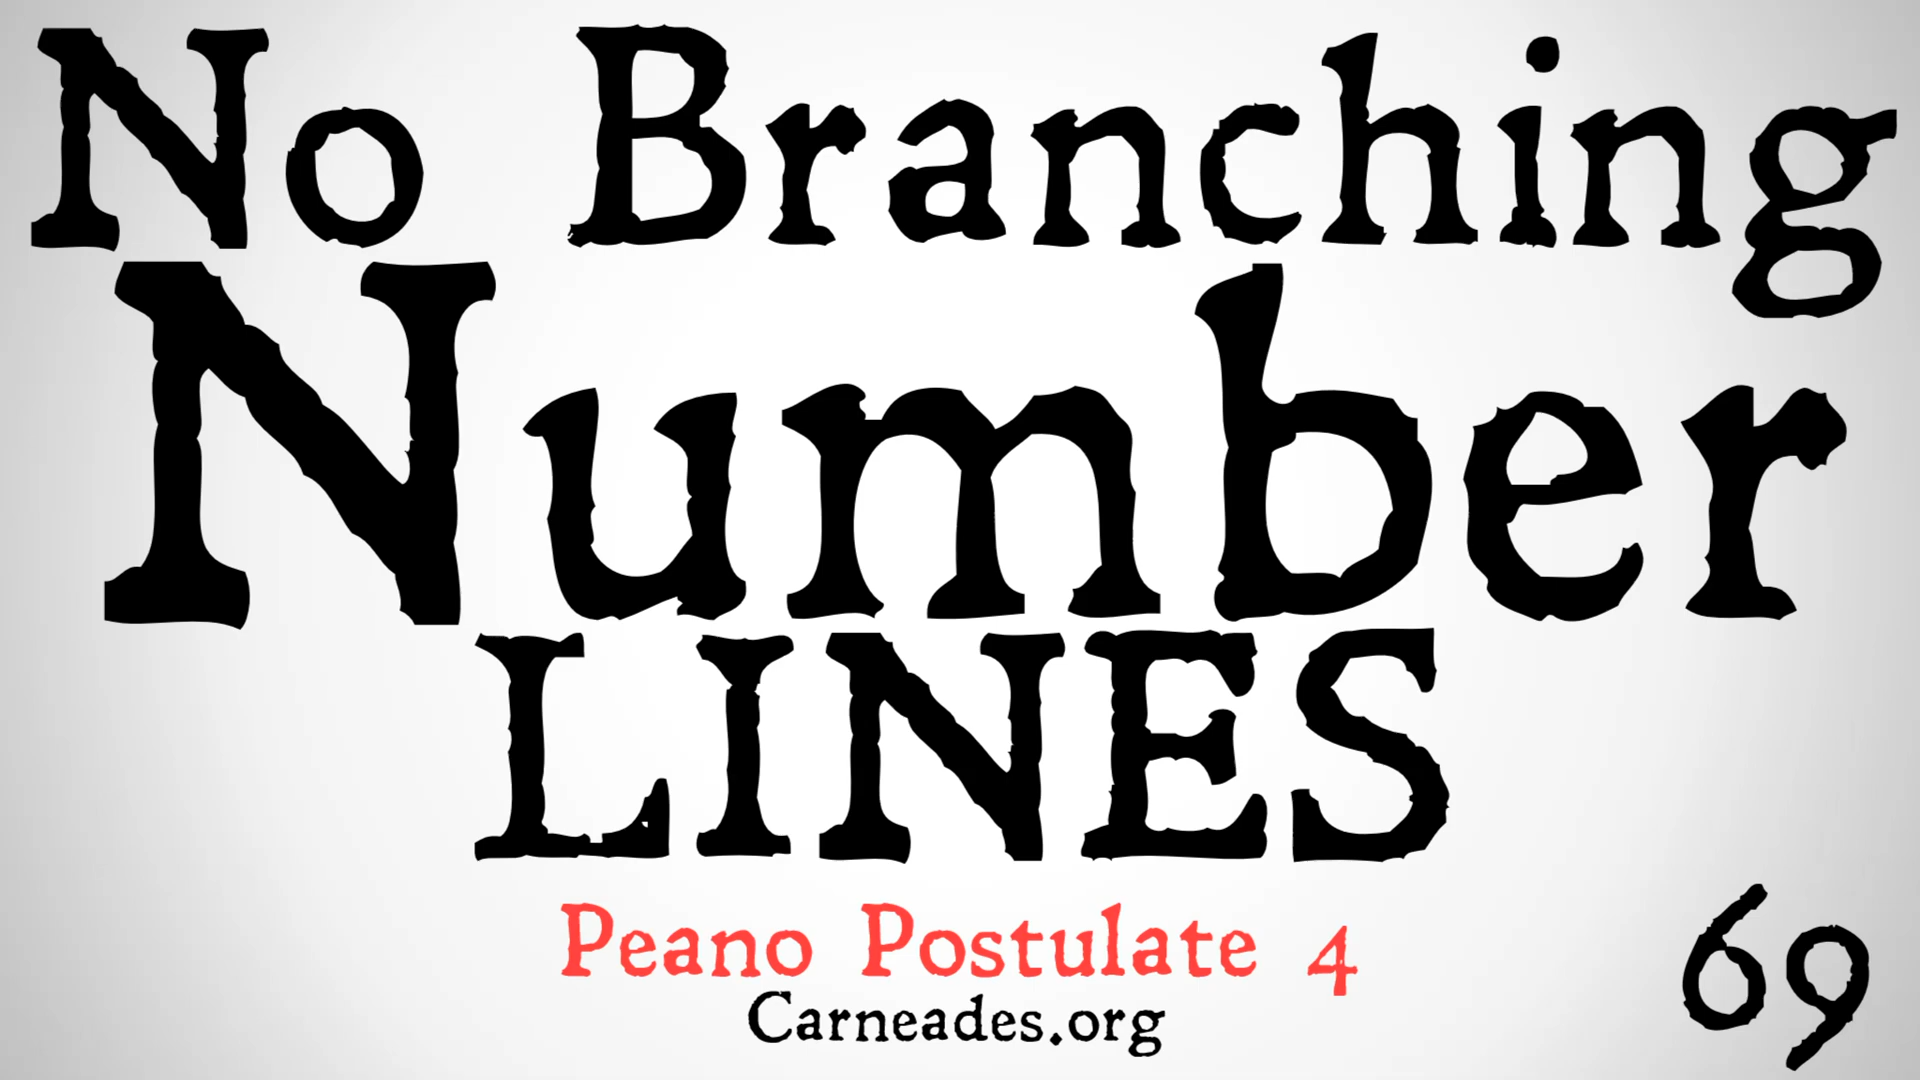 No Branching
Number
LINES
Peano Postulate 4
Carneades.org
69